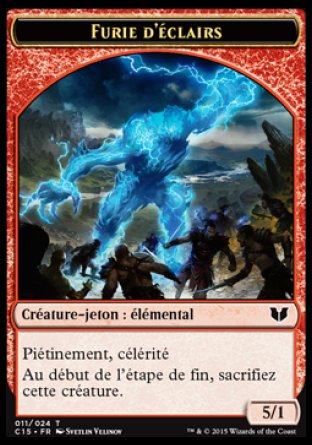 FURIE D'ÉCLAIRS
Créature-jeton : élémental
Piétinement, célérité
Au début de l'étape de fin, sacrifiez
cette créature.
5/1
011/024 T
C15 • FR SVETLIN VELINOV
™ & © 2015 Wizards of the Coast